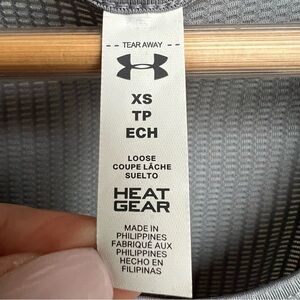 TEAR AWAY
XS
TP
ECH
LOOSE
COUPE LÂCHE
SUELTO
HEAT
GEAR
MADE IN
PHILIPPINES
FABRIQUÉ AUX
PHILIPPINES
HECHO EN
FILIPINAS